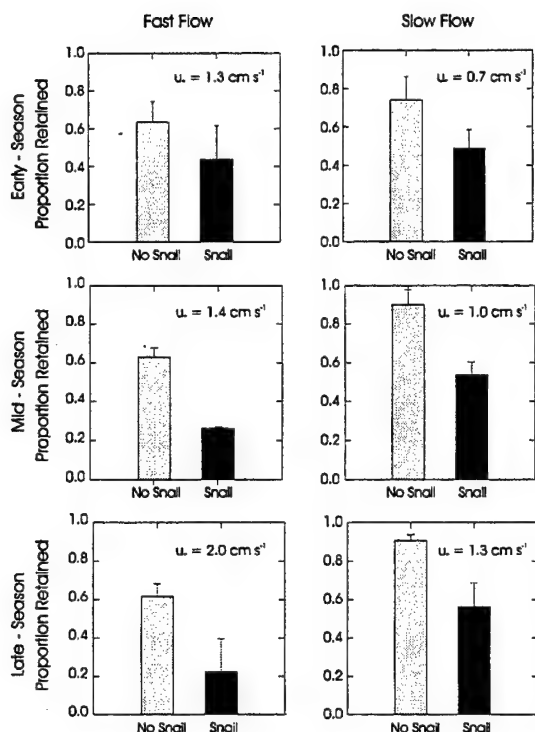 Fast Flow Slow Flow
Early - Season
Proportion Retained
1.0
0.8
0.6
0.4
0.2
0.0
u* = 1.3 cm s-1
No Snail Snail
1.0
0.8
0.6
0.4
0.2
0.0
u* = 0.7 cm s-1
No Snail Snail
Mid - Season
Proportion Retained
1.0
0.8
0.6
0.4
0.2
0.0
u* = 1.4 cm s-1
No Snail Snail
1.0
0.8
0.6
0.4
0.2
0.0
u* = 1.0 cm s-1
No Snail Snail
Late - Season
Proportion Retained
1.0
0.8
0.6
0.4
0.2
0.0
u* = 2.0 cm s-1
No Snail Snail
1.0
0.8
0.6
0.4
0.2
0.0
u* = 1.3 cm s-1
No Snail Snail